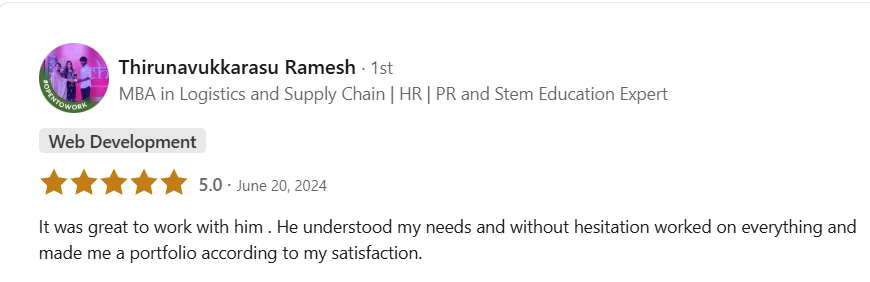 Thirunavukkarasu Ramesh · 1st
MBA in Logistics and Supply Chain | HR | PR and Stem Education Expert
#OPENTOWORK
Web Development
5.0 · June 20, 2024
It was great to work with him . He understood my needs and without hesitation worked on everything and
made me a portfolio according to my satisfaction.